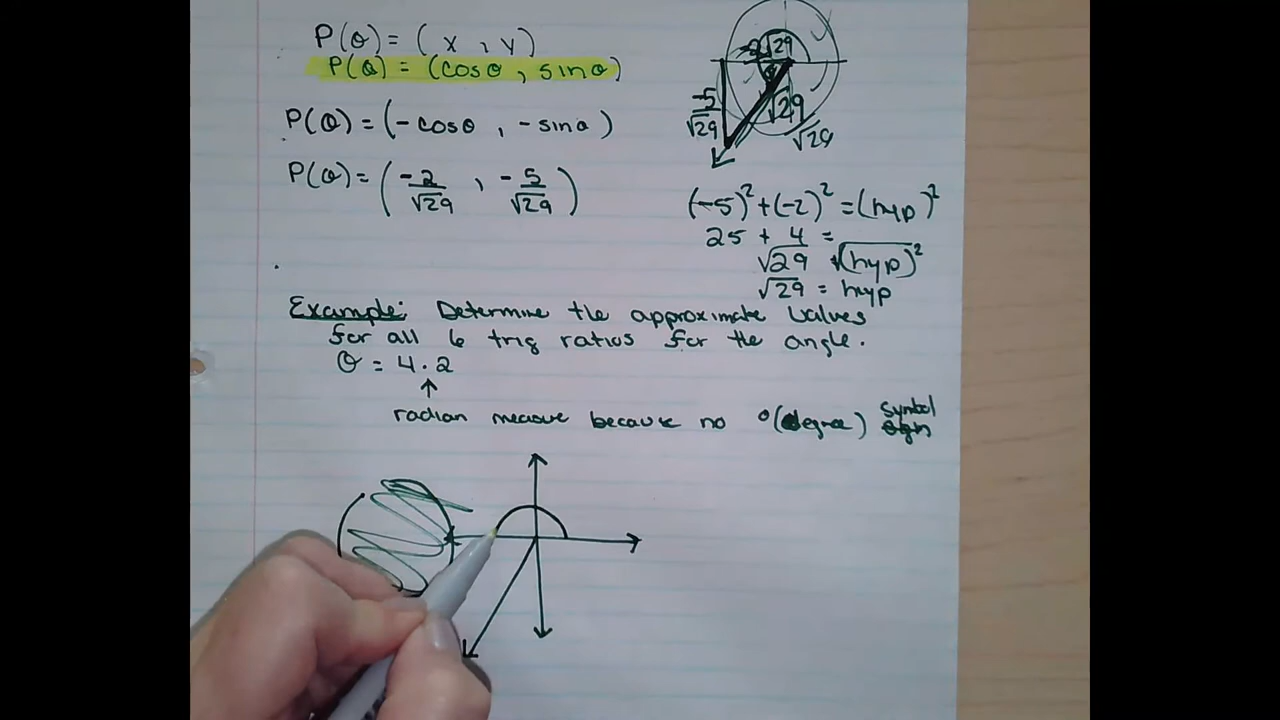 P(θ) = ( x , y )
P(θ) = (cosθ , sinθ)
P(θ) = (-cosθ , -sinθ )
P(θ) = ( -2/√29 , -5/√29 )
√29
θ
-5/√29
√29
√29
(-5)² + (-2)² = (hyp)²
25 + 4 =
√29 √(hyp)²
√29 = hyp
Example: Determine the approximate values
for all 6 trig ratios for the angle.
θ = 4.2
↑
radian measure because no °(degree) symbol